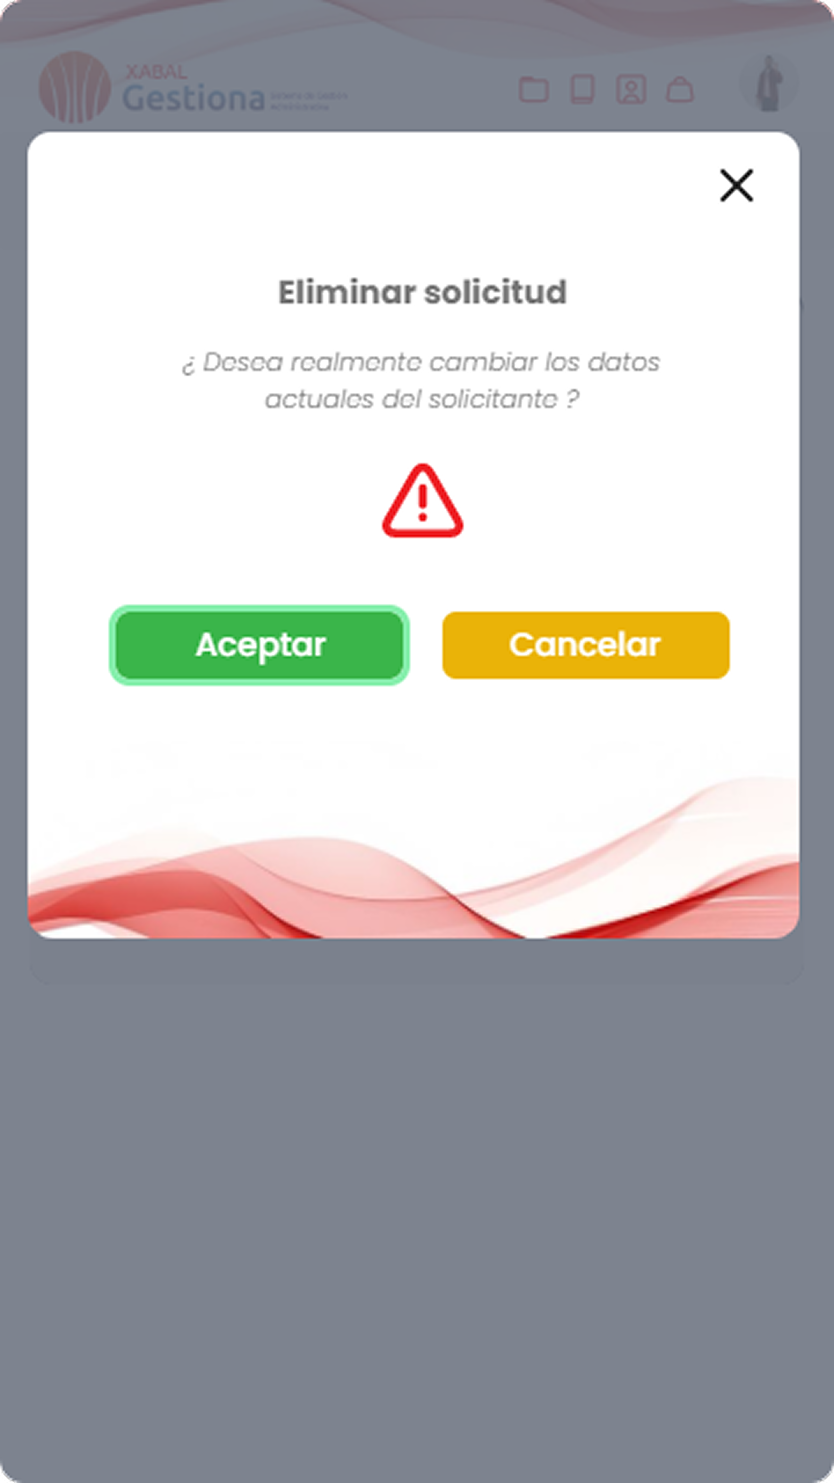 XABAL
Gestiona
Eliminar solicitud
¿ Desea realmente cambiar los datos
actuales del solicitante ?
Aceptar
Cancelar